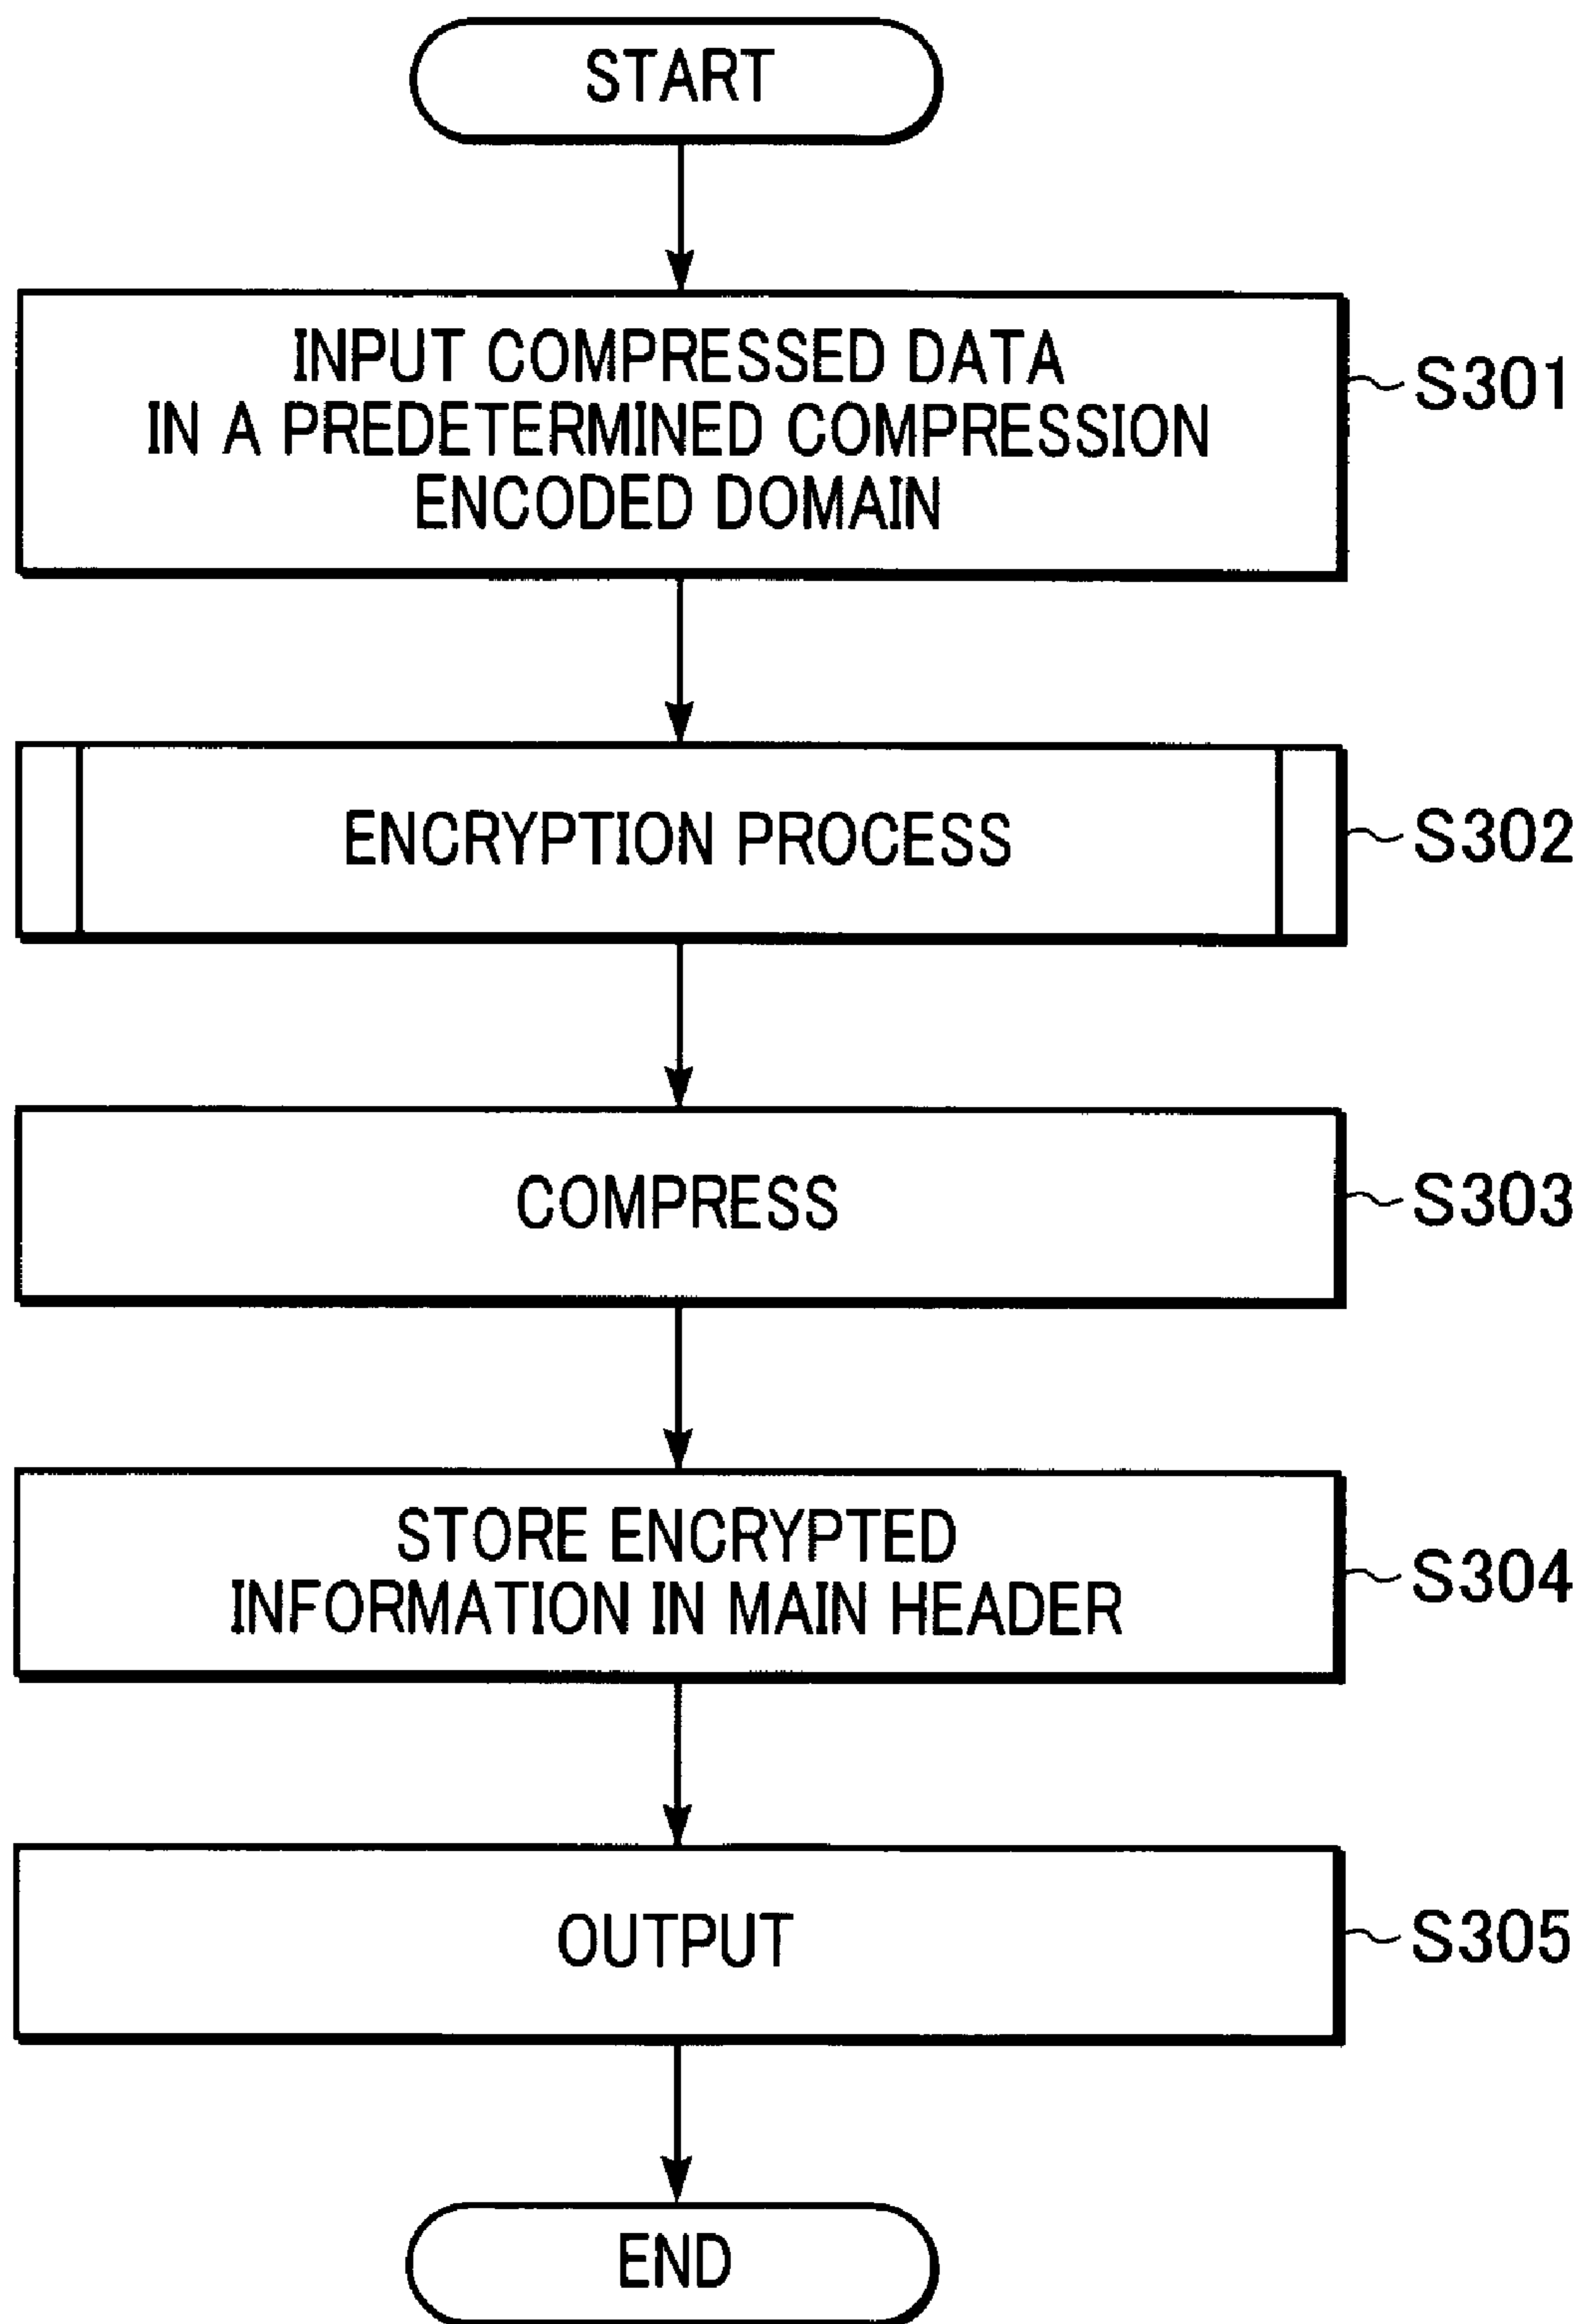 START
INPUT COMPRESSED DATA
IN A PREDETERMINED COMPRESSION
ENCODED DOMAIN
S301
ENCRYPTION PROCESS
S302
COMPRESS
S303
STORE ENCRYPTED
INFORMATION IN MAIN HEADER
S304
OUTPUT
S305
END